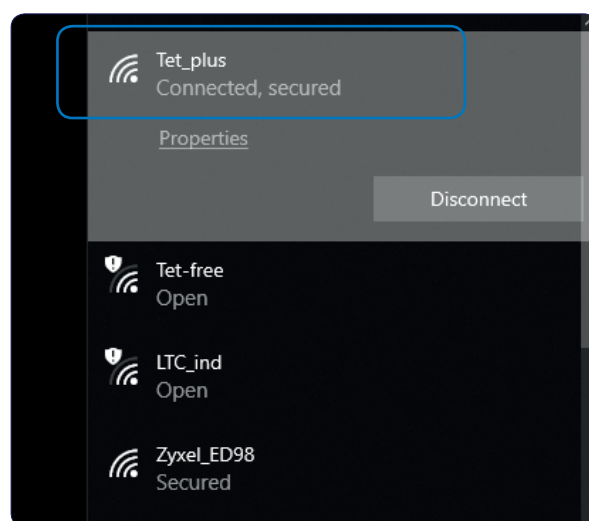 Tet_plus
Connected, secured
Properties
Disconnect
Tet-free
Open
LTC_ind
Open
Zyxel_ED98
Secured